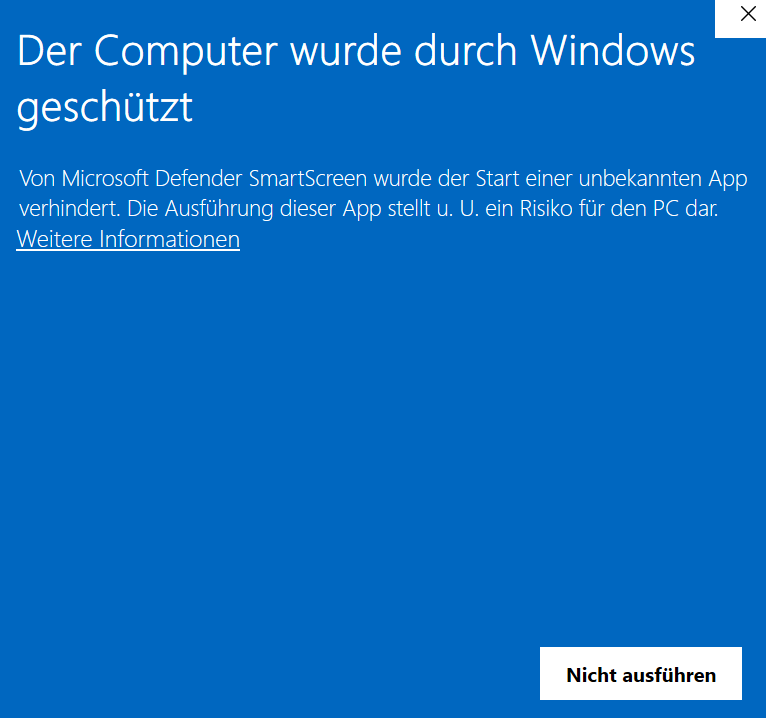 Der Computer wurde durch Windows
geschützt
Von Microsoft Defender SmartScreen wurde der Start einer unbekannten App
verhindert. Die Ausführung dieser App stellt u. U. ein Risiko für den PC dar.
Weitere Informationen
Nicht ausführen